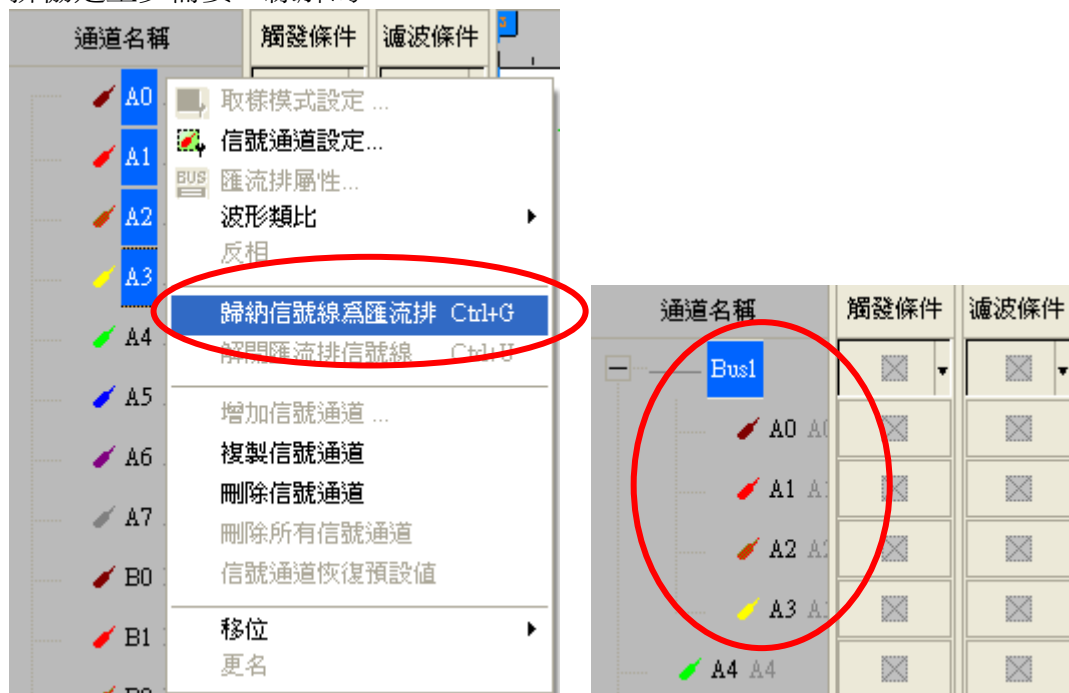 通道名稱 觸發條件 濾波條件
A0
A1
A2
A3
A4
A5
A6
A7
B0
B1
取樣模式設定 ...
信號通道設定...
BUS 匯流排屬性...
波形類比
反相
歸納信號線為匯流排 Ctrl+G
解開匯流排信號線 Ctrl+U
增加信號通道 ...
複製信號通道
刪除信號通道
刪除所有信號通道
信號通道恢復預設值
移位
更名
通道名稱 觸發條件 濾波條件
Bus1
A0 A0
A1
A2
A3
A4 A4